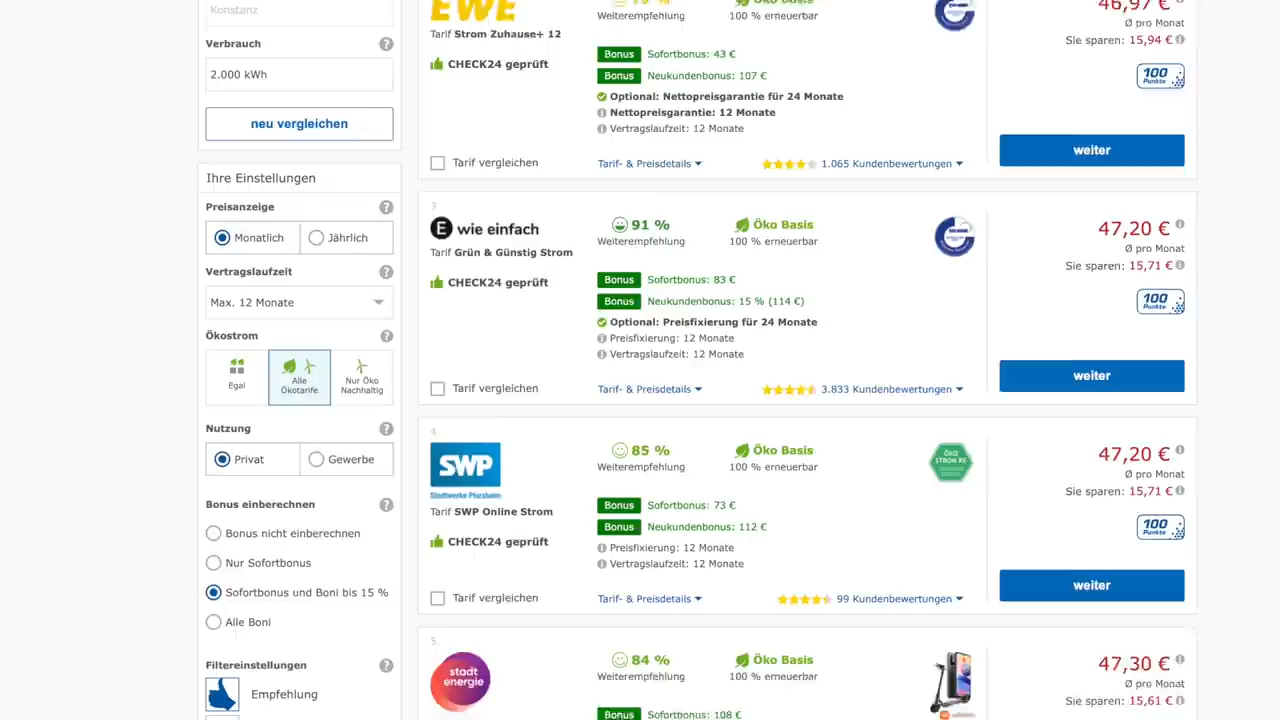 Konstanz
Verbrauch
2.000 kWh
neu vergleichen
Ihre Einstellungen
Preisanzeige
Monatlich
Jährlich
Vertragslaufzeit
Max. 12 Monate
Ökostrom
Egal
Alle
Ökotarife
Nur Öko
Nachhaltig
Nutzung
Privat
Gewerbe
Bonus einberechnen
Bonus nicht einberechnen
Nur Sofortbonus
Sofortbonus und Boni bis 15 %
Alle Boni
Filtereinstellungen
Empfehlung
EWE
Tarif Strom Zuhause+ 12
CHECK24 geprüft
Tarif vergleichen
Weiterempfehlung
100 % erneuerbar
Bonus Sofortbonus: 43 €
Bonus Neukundenbonus: 107 €
Optional: Nettopreisgarantie für 24 Monate
Nettopreisgarantie: 12 Monate
Vertragslaufzeit: 12 Monate
Tarif- & Preisdetails
1.065 Kundenbewertungen
46,97 €
Ø pro Monat
Sie sparen: 15,94 €
100
Punkte
weiter
3.
E wie einfach
Tarif Grün & Günstig Strom
CHECK24 geprüft
Tarif vergleichen
91 %
Weiterempfehlung
Öko Basis
100 % erneuerbar
Bonus Sofortbonus: 83 €
Bonus Neukundenbonus: 15 % (114 €)
Optional: Preisfixierung für 24 Monate
Preisfixierung: 12 Monate
Vertragslaufzeit: 12 Monate
Tarif- & Preisdetails
3.833 Kundenbewertungen
47,20 €
Ø pro Monat
Sie sparen: 15,71 €
100
Punkte
weiter
4.
SWP
Stadtwerke Pforzheim
Tarif SWP Online Strom
CHECK24 geprüft
Tarif vergleichen
85 %
Weiterempfehlung
Öko Basis
100 % erneuerbar
ÖKO
STROM RE
Bonus Sofortbonus: 73 €
Bonus Neukundenbonus: 112 €
Preisfixierung: 12 Monate
Vertragslaufzeit: 12 Monate
Tarif- & Preisdetails
99 Kundenbewertungen
47,20 €
Ø pro Monat
Sie sparen: 15,71 €
100
Punkte
weiter
5.
stadt
energie
84 %
Weiterempfehlung
Öko Basis
100 % erneuerbar
Bonus Sofortbonus: 108 €
47,30 €
Ø pro Monat
Sie sparen: 15,61 €